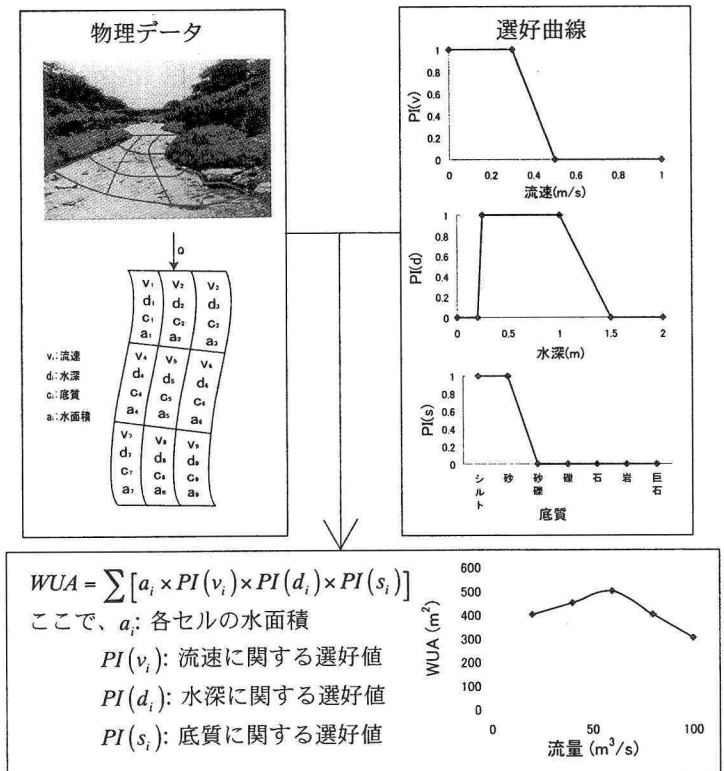 物理データ
Q
v₁ v₂ v₃
d₁ d₂ d₃
c₁ c₂ c₃
a₁ a₂ a₃
v₄ v₅ v₆
d₄ d₅ d₆
c₄ c₅ c₆
a₄ a₅ a₆
v₇ v₈ v₉
d₇ d₈ d₉
c₇ c₈ c₉
a₇ a₈ a₉
vᵢ:流速
dᵢ:水深
cᵢ:底質
aᵢ:水面積
選好曲線
PI(v)
1
0.8
0.6
0.4
0.2
0
0 0.2 0.4 0.6 0.8 1
流速(m/s)
PI(d)
1
0.8
0.6
0.4
0.2
0
0 0.5 1 1.5 2
水深(m)
PI(s)
1
0.8
0.6
0.4
0.2
0
シルト 砂 砂礫 礫 石 岩 巨石
底質
WUA = ∑[aᵢ × PI(vᵢ) × PI(dᵢ) × PI(sᵢ)]
ここで、aᵢ: 各セルの水面積
PI(vᵢ): 流速に関する選好値
PI(dᵢ): 水深に関する選好値
PI(sᵢ): 底質に関する選好値
WUA (m²)
600
500
400
300
200
100
0
0 50 100
流量 (m³/s)